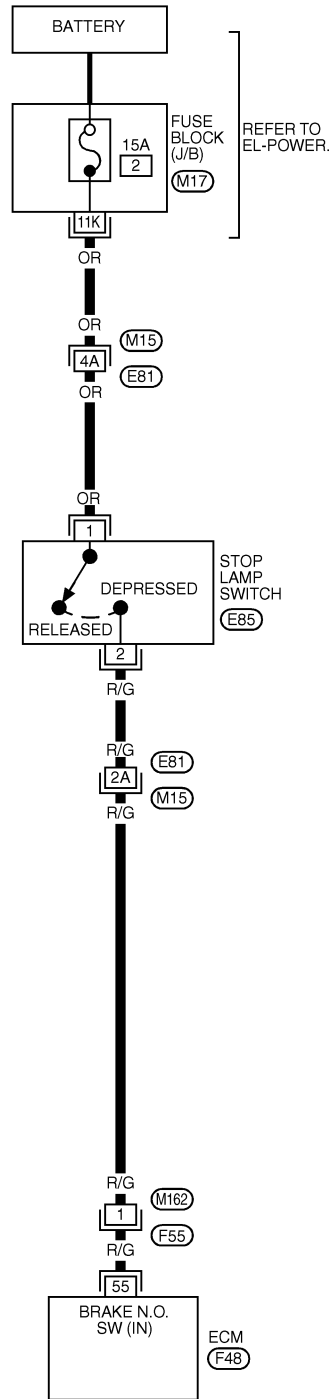 BATTERY
FUSE
BLOCK
(J/B)
15A
2
M17
REFER TO
EL-POWER.
11K
OR
OR
M15
4A
E81
OR
OR
1
STOP
LAMP
SWITCH
DEPRESSED
RELEASED
E85
2
R/G
R/G
E81
2A
M15
R/G
R/G
M162
1
F55
R/G
55
BRAKE N.O.
SW (IN)
ECM
F48